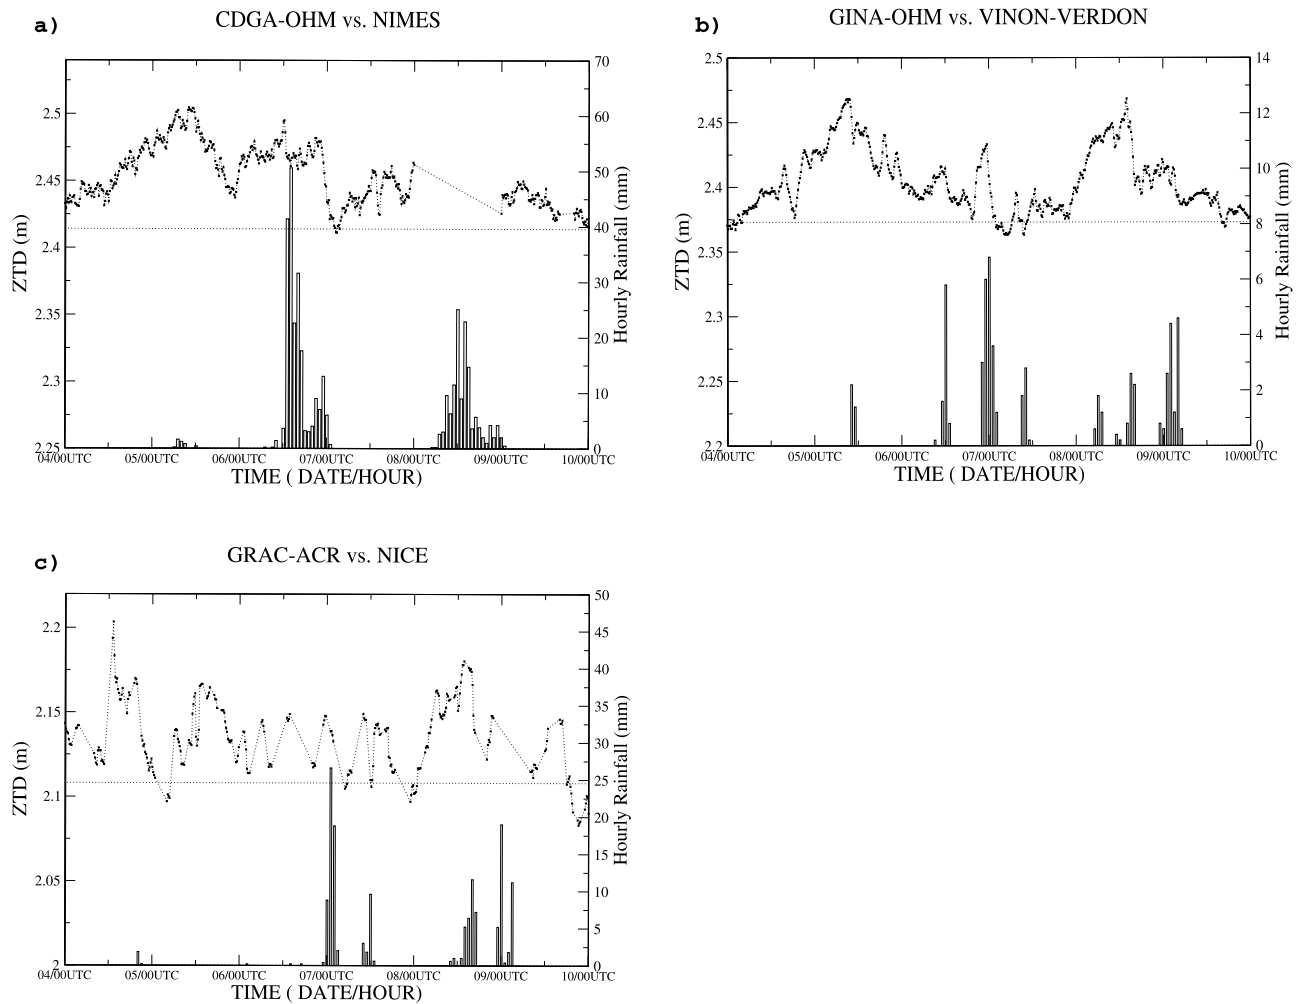 a)
CDGA-OHM vs. NIMES
ZTD (m)
2.5
2.45
2.4
2.35
2.3
2.25
70
60
50
40
30
20
10
0
Hourly Rainfall (mm)
04/00UTC 05/00UTC 06/00UTC 07/00UTC 08/00UTC 09/00UTC 10/00UTC
TIME ( DATE/HOUR)
b)
GINA-OHM vs. VINON-VERDON
ZTD (m)
2.5
2.45
2.4
2.35
2.3
2.25
2.2
14
12
10
8
6
4
2
0
Hourly Rainfall (mm)
04/00UTC 05/00UTC 06/00UTC 07/00UTC 08/00UTC 09/00UTC 10/00UTC
TIME ( DATE/HOUR)
c)
GRAC-ACR vs. NICE
ZTD (m)
2.2
2.15
2.1
2.05
2
50
45
40
35
30
25
20
15
10
5
0
Hourly Rainfall (mm)
04/00UTC 05/00UTC 06/00UTC 07/00UTC 08/00UTC 09/00UTC 10/00UTC
TIME ( DATE/HOUR)